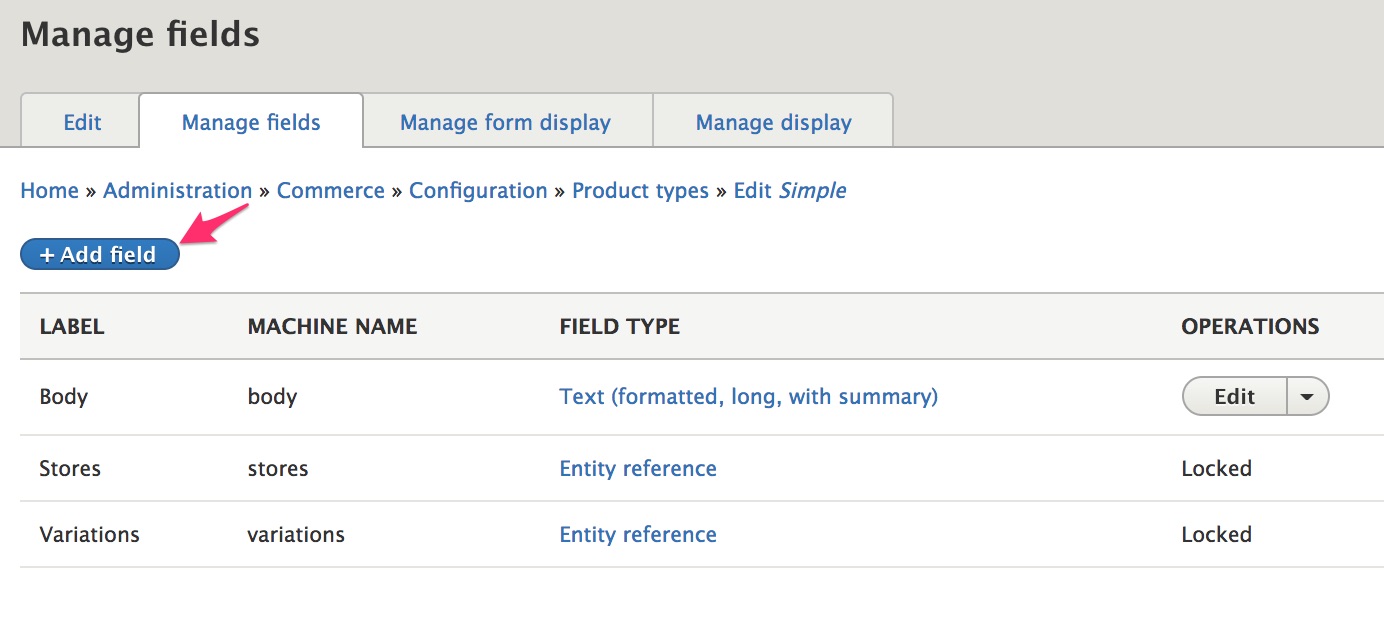 Manage fields
Edit Manage fields Manage form display Manage display
Home » Administration » Commerce » Configuration » Product types » Edit Simple
+ Add field
LABEL MACHINE NAME FIELD TYPE OPERATIONS
Body body Text (formatted, long, with summary) Edit
Stores stores Entity reference Locked
Variations variations Entity reference Locked